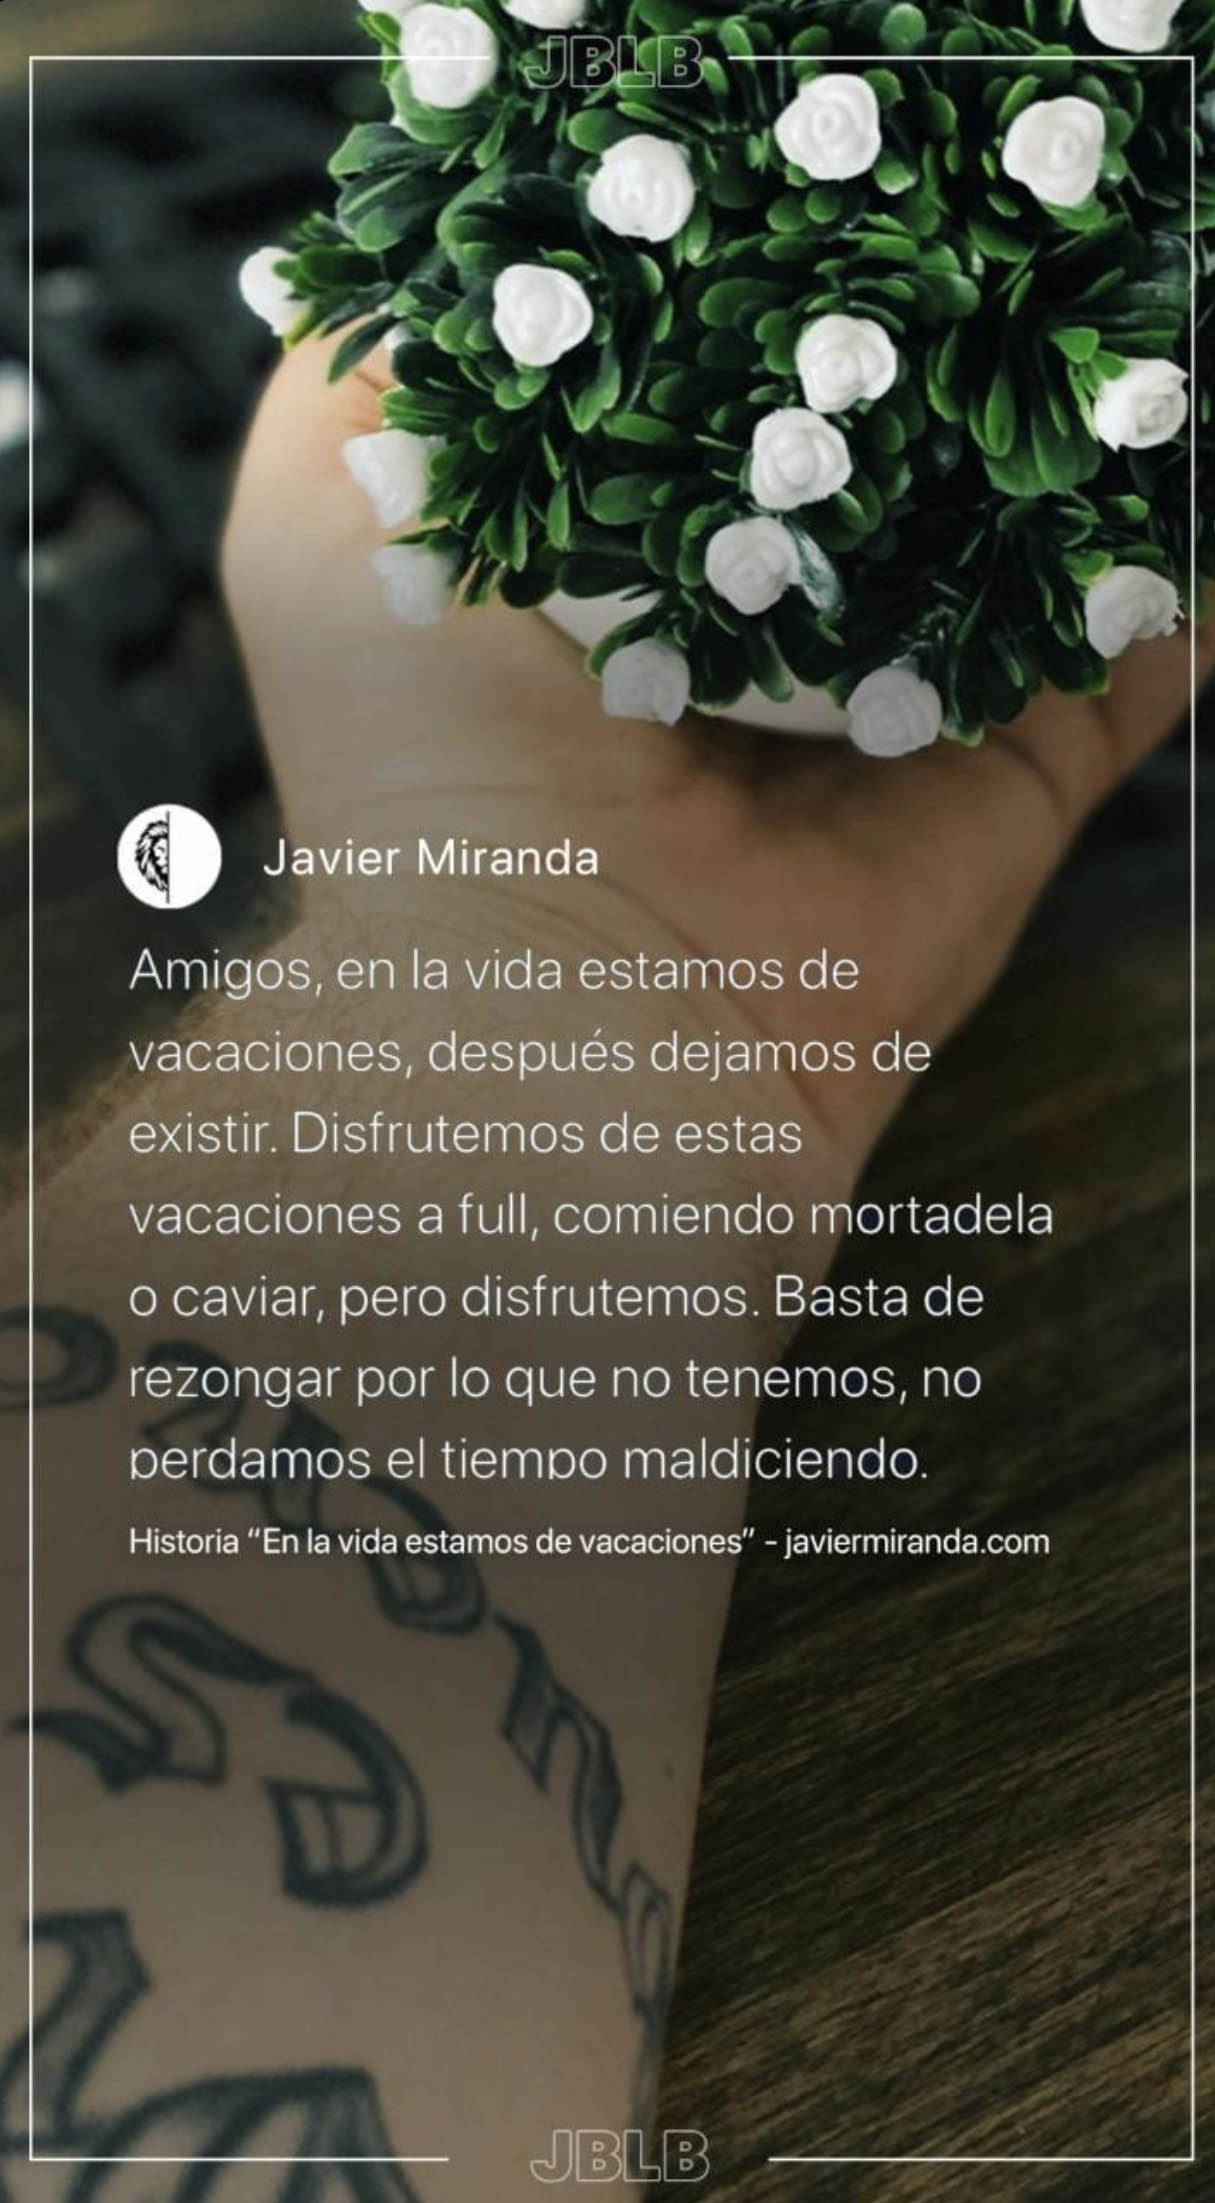 JBLB
Javier Miranda
Amigos, en la vida estamos de
vacaciones, después dejamos de
existir. Disfrutemos de estas
vacaciones a full, comiendo mortadela
o caviar, pero disfrutemos. Basta de
rezongar por lo que no tenemos, no
perdamos el tiempo maldiciendo.
Historia “En la vida estamos de vacaciones” - javiermiranda.com
JBLB